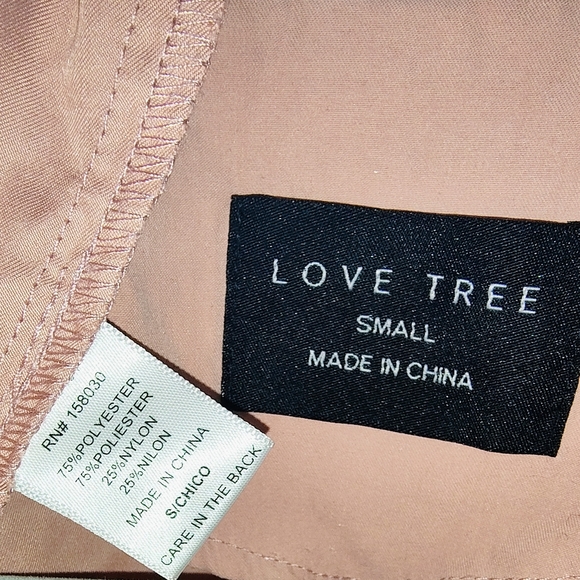 LOVE TREE
SMALL
MADE IN CHINA
RN# 158030
75%POLYESTER
75%POLIESTER
25%NYLON
25%NILON
MADE IN CHINA
S/CHICO
CARE IN THE BACK